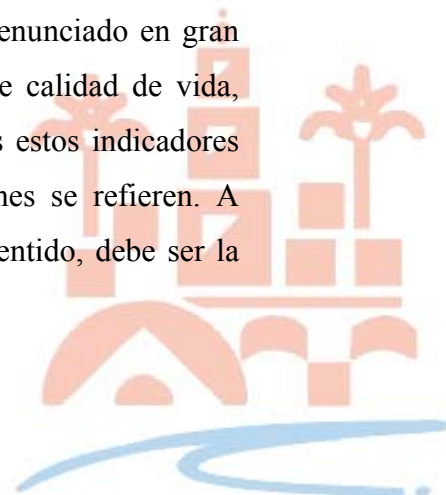 enunciado en gran
e calidad de vida,
s estos indicadores
nes se refieren. A
entido, debe ser la